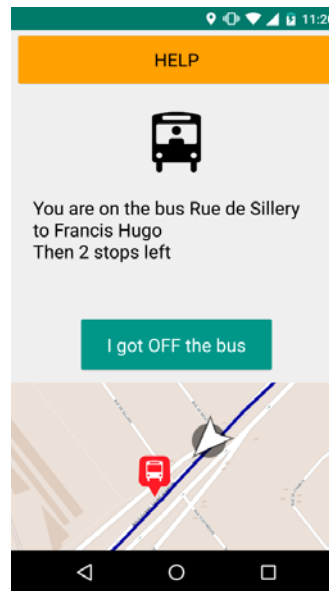 11:20
HELP
You are on the bus Rue de Sillery
to Francis Hugo
Then 2 stops left
I got OFF the bus